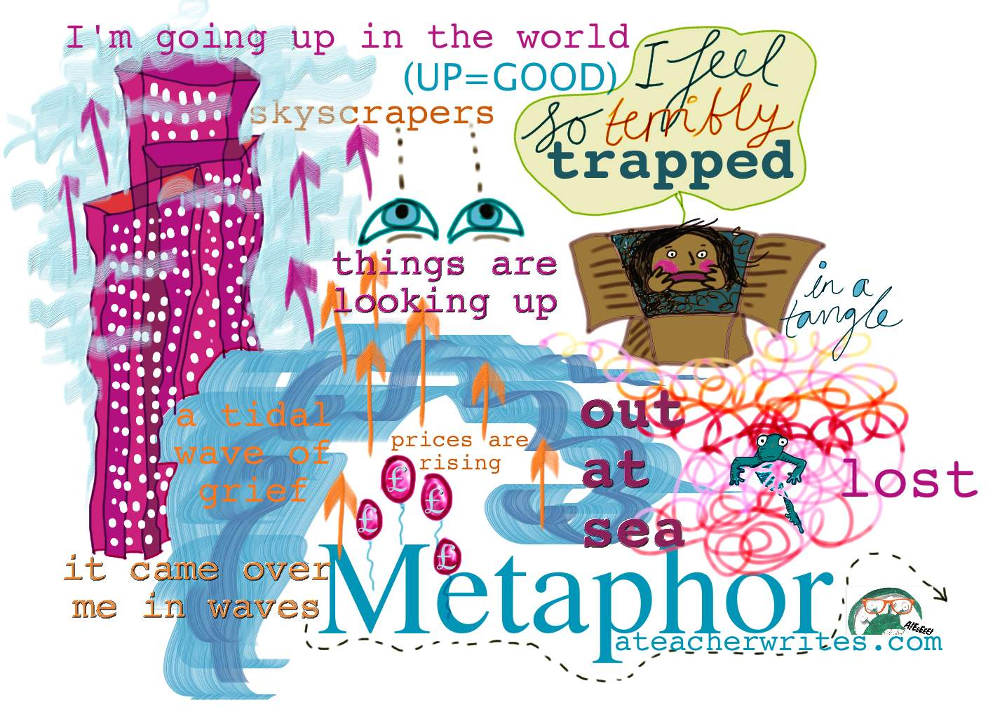 I'm going up in the world
(UP=GOOD)
skyscrapers
I feel
so terribly
trapped
things are
looking up
in a
tangle
a tidal
wave of
grief
prices are
rising
£
£
£
£
out
at
sea
lost
it came over
me in waves
Metaphor
AIEEEEEE!
ateacherwrites.com